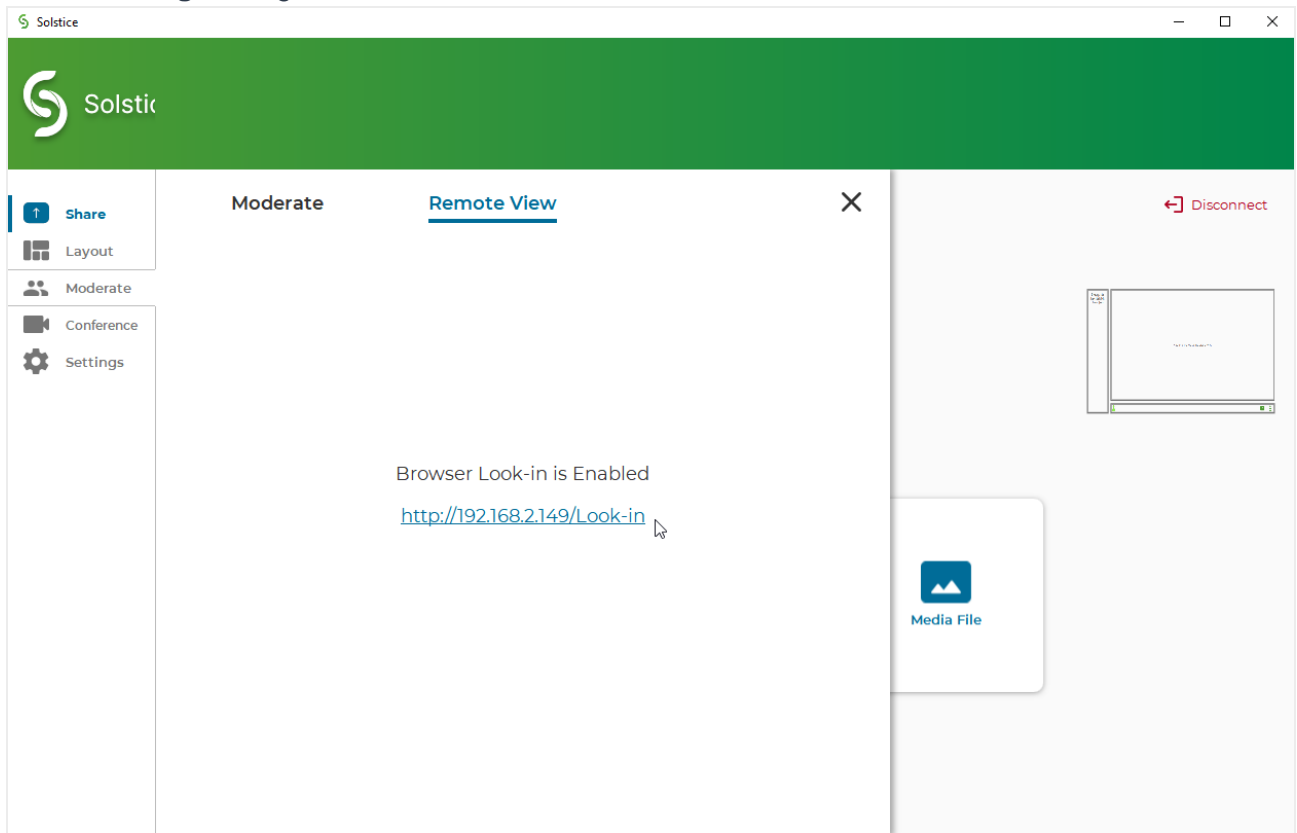 Solstice
Solstic
Share
Layout
Moderate
Conference
Settings
Moderate
Remote View
Browser Look-in is Enabled
http://192.168.2.149/Look-in
Disconnect
Media File